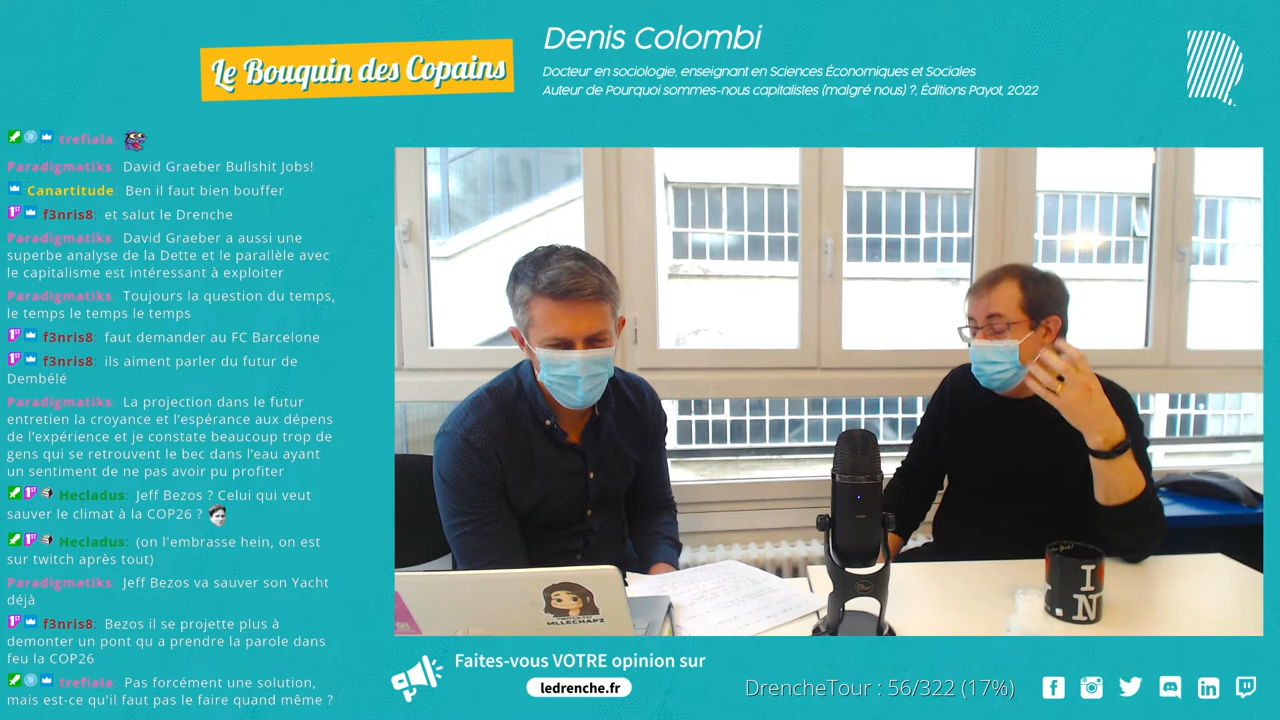 Denis Colombi
Le Bouquin des Copains
Docteur en sociologie, enseignant en Sciences Économiques et Sociales
Auteur de Pourquoi sommes-nous capitalistes (malgré nous) ?, Éditions Payot, 2022
trefiala:
Paradigmatiks: David Graeber Bullshit Jobs!
Canartitude: Ben il faut bien bouffer
f3nris8: et salut le Drenche
Paradigmatiks: David Graeber a aussi une
superbe analyse de la Dette et le parallèle avec
le capitalisme est intéressant à exploiter
Paradigmatiks: Toujours la question du temps,
le temps le temps le temps
f3nris8: faut demander au FC Barcelone
f3nris8: ils aiment parler du futur de
Dembélé
Paradigmatiks: La projection dans le futur
entretien la croyance et l’espérance aux dépens
de l’expérience et je constate beaucoup trop de
gens qui se retrouvent le bec dans l’eau ayant
un sentiment de ne pas avoir pu profiter
Hecladus: Jeff Bezos ? Celui qui veut
sauver le climat à la COP26 ?
Hecladus: (on l'embrasse hein, on est
sur twitch après tout)
Paradigmatiks: Jeff Bezos va sauver son Yacht
déjà
f3nris8: Bezos il se projette plus à
demonter un pont qu a prendre la parole dans
feu la COP26
trefiala: Pas forcément une solution,
mais est-ce qu'il faut pas le faire quand même ?
MLLECHAPZ
I
N
Faites-vous VOTRE opinion sur
ledrenche.fr
DrencheTour : 56/322 (17%)